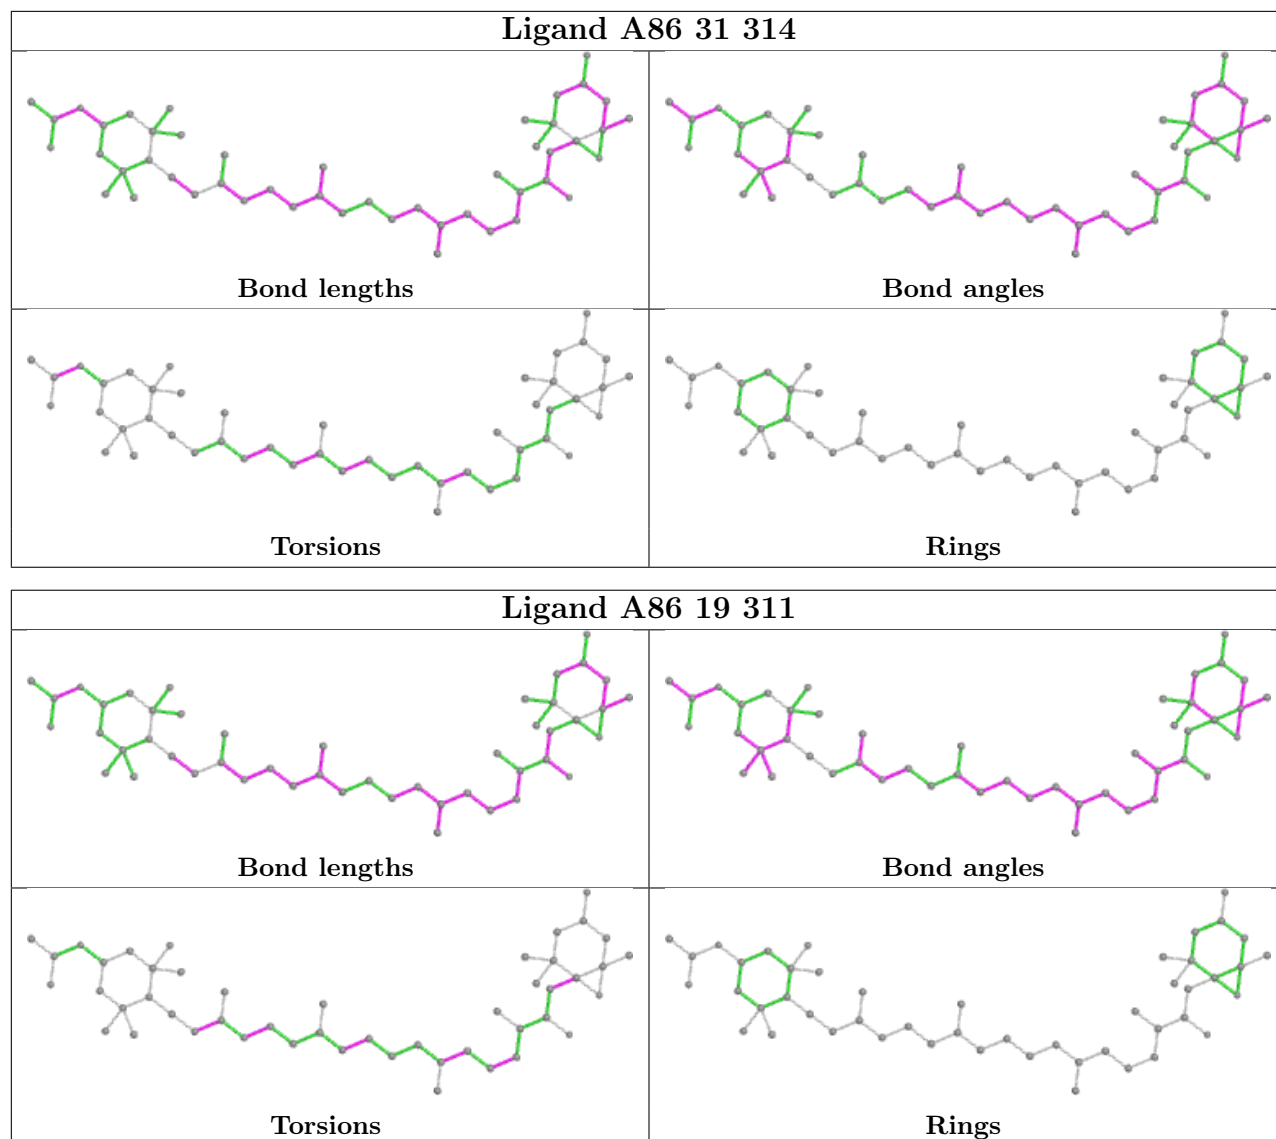 Ligand A86 31 314
Bond lengths
Bond angles
Torsions
Rings
Ligand A86 19 311
Bond lengths
Bond angles
Torsions
Rings